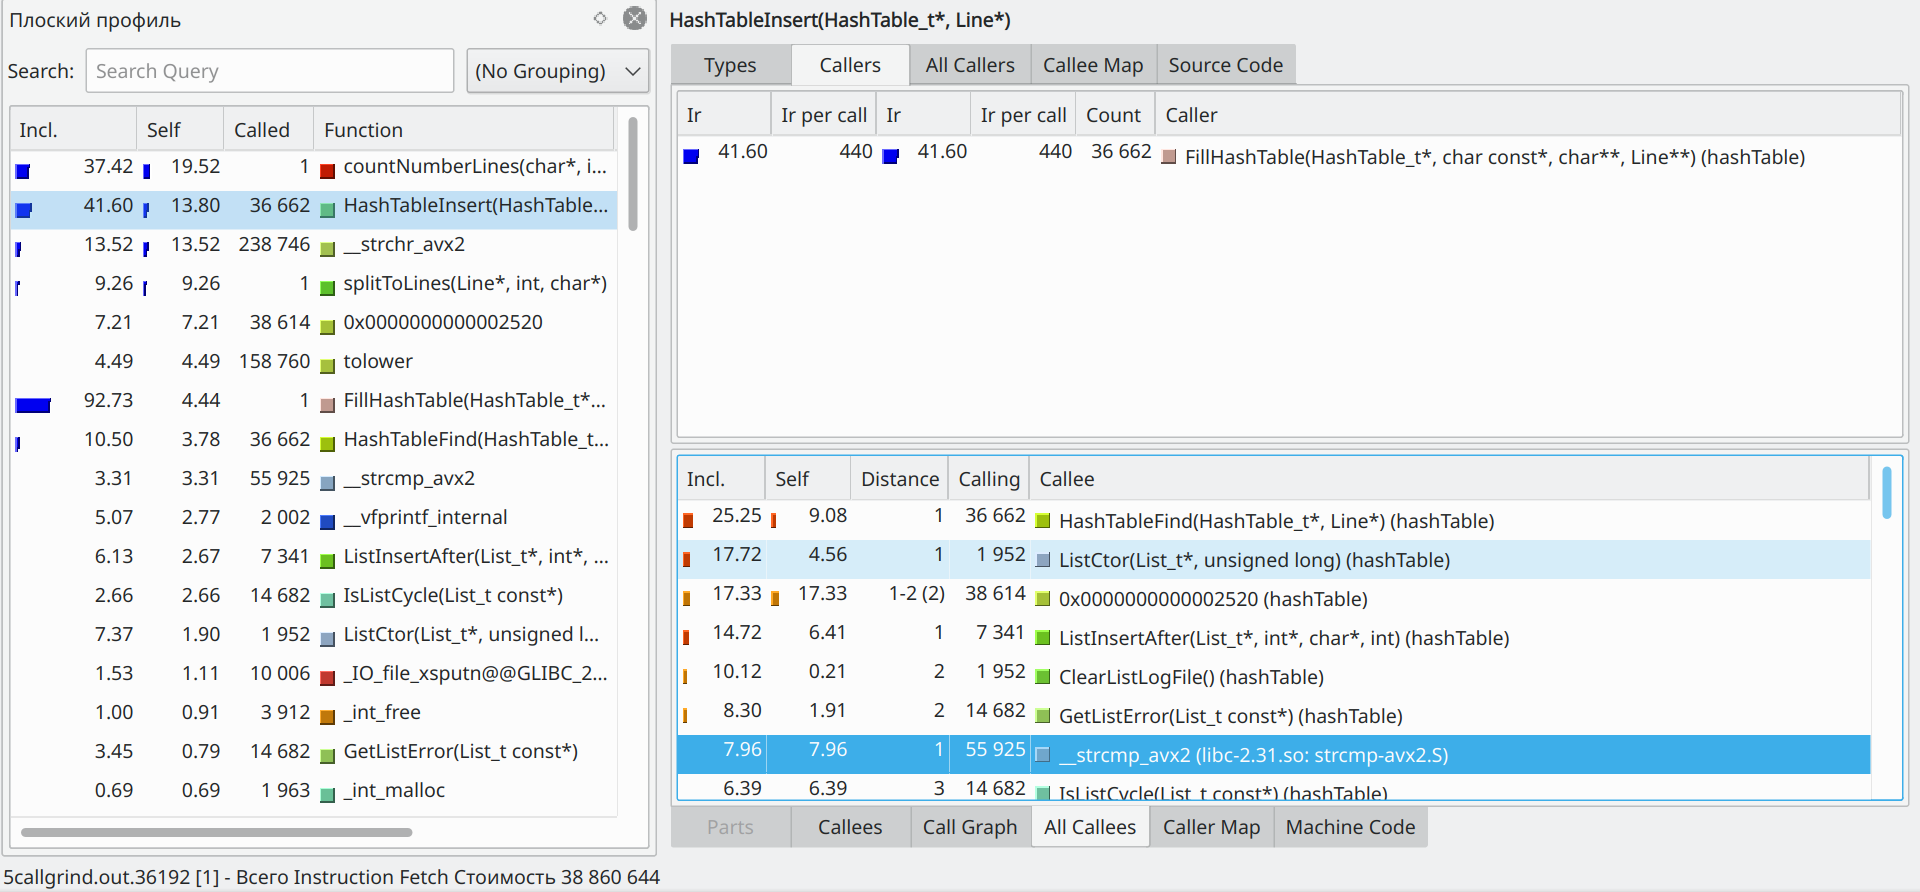 Плоский профиль
Search: Search Query (No Grouping)
Incl. Self Called Function
37.42 19.52 1 countNumberLines(char*, i...
41.60 13.80 36 662 HashTableInsert(HashTable...
13.52 13.52 238 746 __strchr_avx2
9.26 9.26 1 splitToLines(Line*, int, char*)
7.21 7.21 38 614 0x0000000000002520
4.49 4.49 158 760 tolower
92.73 4.44 1 FillHashTable(HashTable_t*...
10.50 3.78 36 662 HashTableFind(HashTable_t...
3.31 3.31 55 925 __strcmp_avx2
5.07 2.77 2 002 __vfprintf_internal
6.13 2.67 7 341 ListInsertAfter(List_t*, int*, ...
2.66 2.66 14 682 IsListCycle(List_t const*)
7.37 1.90 1 952 ListCtor(List_t*, unsigned l...
1.53 1.11 10 006 _IO_file_xsputn@@GLIBC_2...
1.00 0.91 3 912 _int_free
3.45 0.79 14 682 GetListError(List_t const*)
0.69 0.69 1 963 _int_malloc
HashTableInsert(HashTable_t*, Line*)
Types Callers All Callers Callee Map Source Code
Ir Ir per call Ir Ir per call Count Caller
41.60 440 41.60 440 36 662 FillHashTable(HashTable_t*, char const*, char**, Line**) (hashTable)
Incl. Self Distance Calling Callee
25.25 9.08 1 36 662 HashTableFind(HashTable_t*, Line*) (hashTable)
17.72 4.56 1 1 952 ListCtor(List_t*, unsigned long) (hashTable)
17.33 17.33 1-2 (2) 38 614 0x0000000000002520 (hashTable)
14.72 6.41 1 7 341 ListInsertAfter(List_t*, int*, char*, int) (hashTable)
10.12 0.21 2 1 952 ClearListLogFile() (hashTable)
8.30 1.91 2 14 682 GetListError(List_t const*) (hashTable)
7.96 7.96 1 55 925 __strcmp_avx2 (libc-2.31.so: strcmp-avx2.S)
6.39 6.39 3 14 682 IsListCycle(List_t const*) (hashTable)
Parts Callees Call Graph All Callees Caller Map Machine Code
5callgrind.out.36192 [1] - Всего Instruction Fetch Стоимость 38 860 644